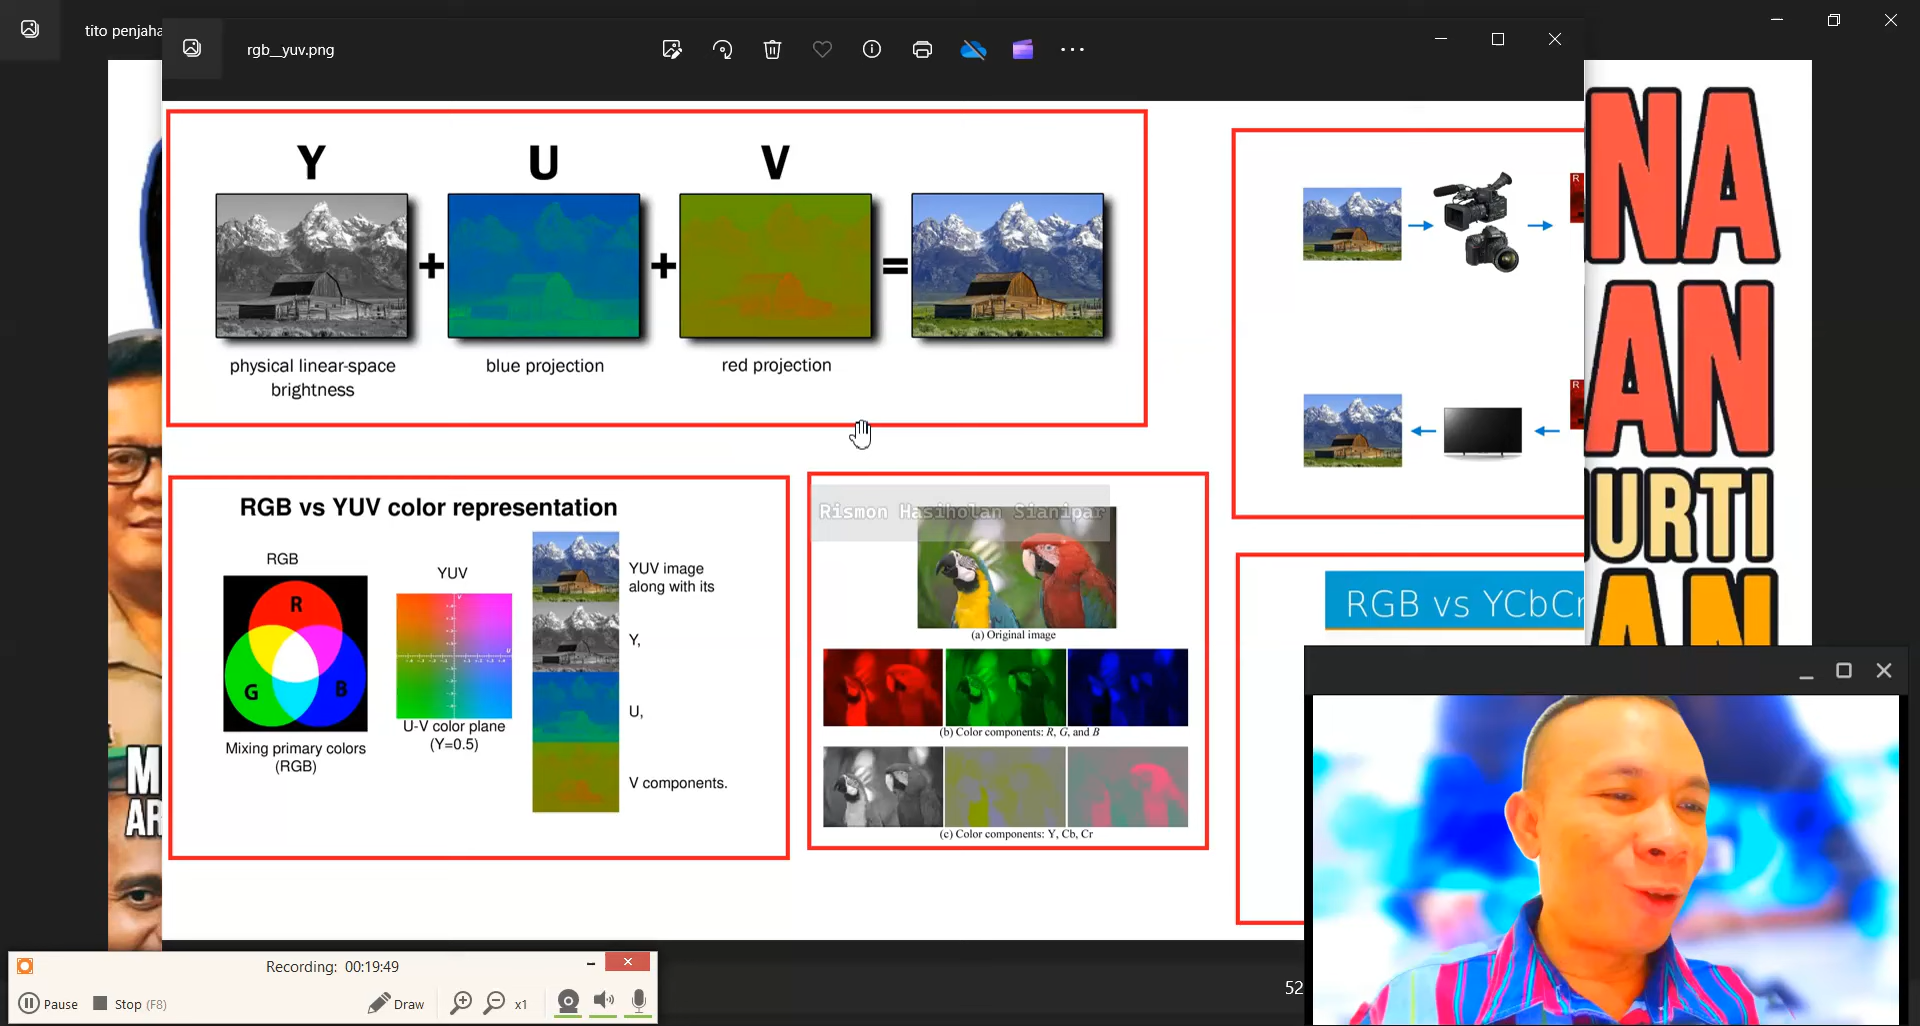 tito penjaha
rgb__yuv.png
Y U V
+ + =
physical linear-space
brightness
blue projection
red projection
R
R
NA
AN
URTI
AN
M
AR
RGB vs YUV color representation
RGB
R
G
B
Mixing primary colors
(RGB)
YUV
U-V color plane
(Y=0.5)
YUV image
along with its
Y,
U,
V components.
Rismon Hasiholan Sianipar
(a) Original image
(b) Color components: R, G, and B
(c) Color components: Y, Cb, Cr
RGB vs YCbCr
52
Recording: 00:19:49
Pause
Stop (F8)
Draw
x1